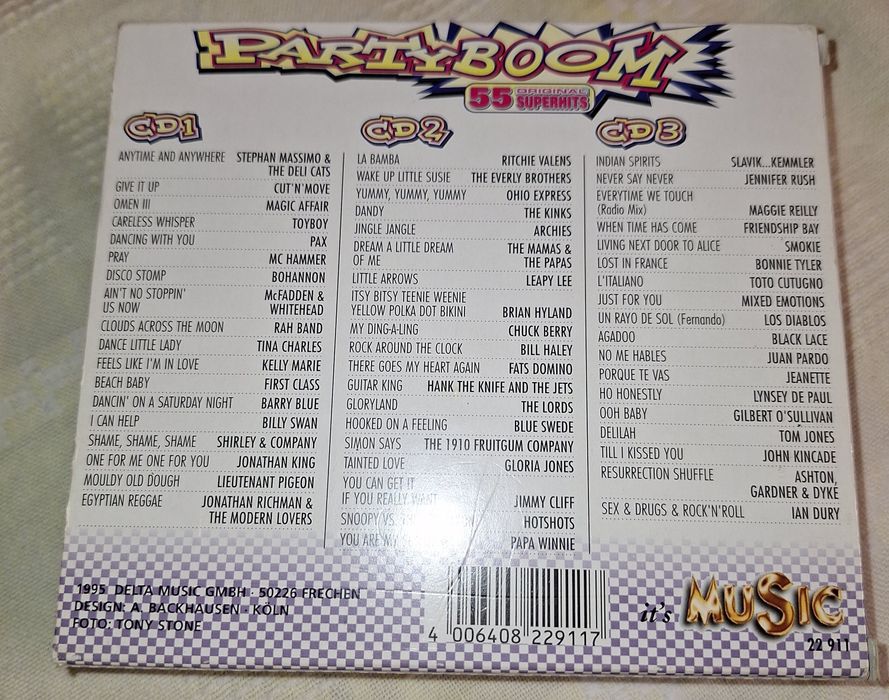 PARTYBOOM
55 ORIGINAL SUPERHITS
CD1
ANYTIME AND ANYWHERE STEPHAN MASSIMO &
THE DELI CATS
GIVE IT UP CUT'N'MOVE
OMEN III MAGIC AFFAIR
CARELESS WHISPER TOYBOY
DANCING WITH YOU PAX
PRAY MC HAMMER
DISCO STOMP BOHANNON
AIN'T NO STOPPIN' McFADDEN &
US NOW WHITEHEAD
CLOUDS ACROSS THE MOON RAH BAND
DANCE LITTLE LADY TINA CHARLES
FEELS LIKE I'M IN LOVE KELLY MARIE
BEACH BABY FIRST CLASS
DANCIN' ON A SATURDAY NIGHT BARRY BLUE
I CAN HELP BILLY SWAN
SHAME, SHAME, SHAME SHIRLEY & COMPANY
ONE FOR ME ONE FOR YOU JONATHAN KING
MOULDY OLD DOUGH LIEUTENANT PIGEON
EGYPTIAN REGGAE JONATHAN RICHMAN &
THE MODERN LOVERS
CD2
LA BAMBA RITCHIE VALENS
WAKE UP LITTLE SUSIE THE EVERLY BROTHERS
YUMMY, YUMMY, YUMMY OHIO EXPRESS
DANDY THE KINKS
JINGLE JANGLE ARCHIES
DREAM A LITTLE DREAM THE MAMAS &
OF ME THE PAPAS
LITTLE ARROWS LEAPY LEE
ITSY BITSY TEENIE WEENIE
YELLOW POLKA DOT BIKINI BRIAN HYLAND
MY DING-A-LING CHUCK BERRY
ROCK AROUND THE CLOCK BILL HALEY
THERE GOES MY HEART AGAIN FATS DOMINO
GUITAR KING HANK THE KNIFE AND THE JETS
GLORYLAND THE LORDS
HOOKED ON A FEELING BLUE SWEDE
SIMON SAYS THE 1910 FRUITGUM COMPANY
TAINTED LOVE GLORIA JONES
YOU CAN GET IT
IF YOU REALLY WANT JIMMY CLIFF
SNOOPY VS. HOTSHOTS
YOU ARE MY PAPA WINNIE
CD3
INDIAN SPIRITS SLAVIK...KEMMLER
NEVER SAY NEVER JENNIFER RUSH
EVERYTIME WE TOUCH
(Radio Mix) MAGGIE REILLY
WHEN TIME HAS COME FRIENDSHIP BAY
LIVING NEXT DOOR TO ALICE SMOKIE
LOST IN FRANCE BONNIE TYLER
L'ITALIANO TOTO CUTUGNO
JUST FOR YOU MIXED EMOTIONS
UN RAYO DE SOL (Fernando) LOS DIABLOS
AGADOO BLACK LACE
NO ME HABLES JUAN PARDO
PORQUE TE VAS JEANETTE
HO HONESTLY LYNSEY DE PAUL
OOH BABY GILBERT O'SULLIVAN
DELILAH TOM JONES
TILL I KISSED YOU JOHN KINCADE
RESURRECTION SHUFFLE ASHTON,
GARDNER & DYKE
SEX & DRUGS & ROCK'N'ROLL IAN DURY
1995 DELTA MUSIC GMBH · 50226 FRECHEN
DESIGN: A. BACKHAUSEN · KÖLN
FOTO: TONY STONE
4 006408 229117
it's MUSIC
22 911